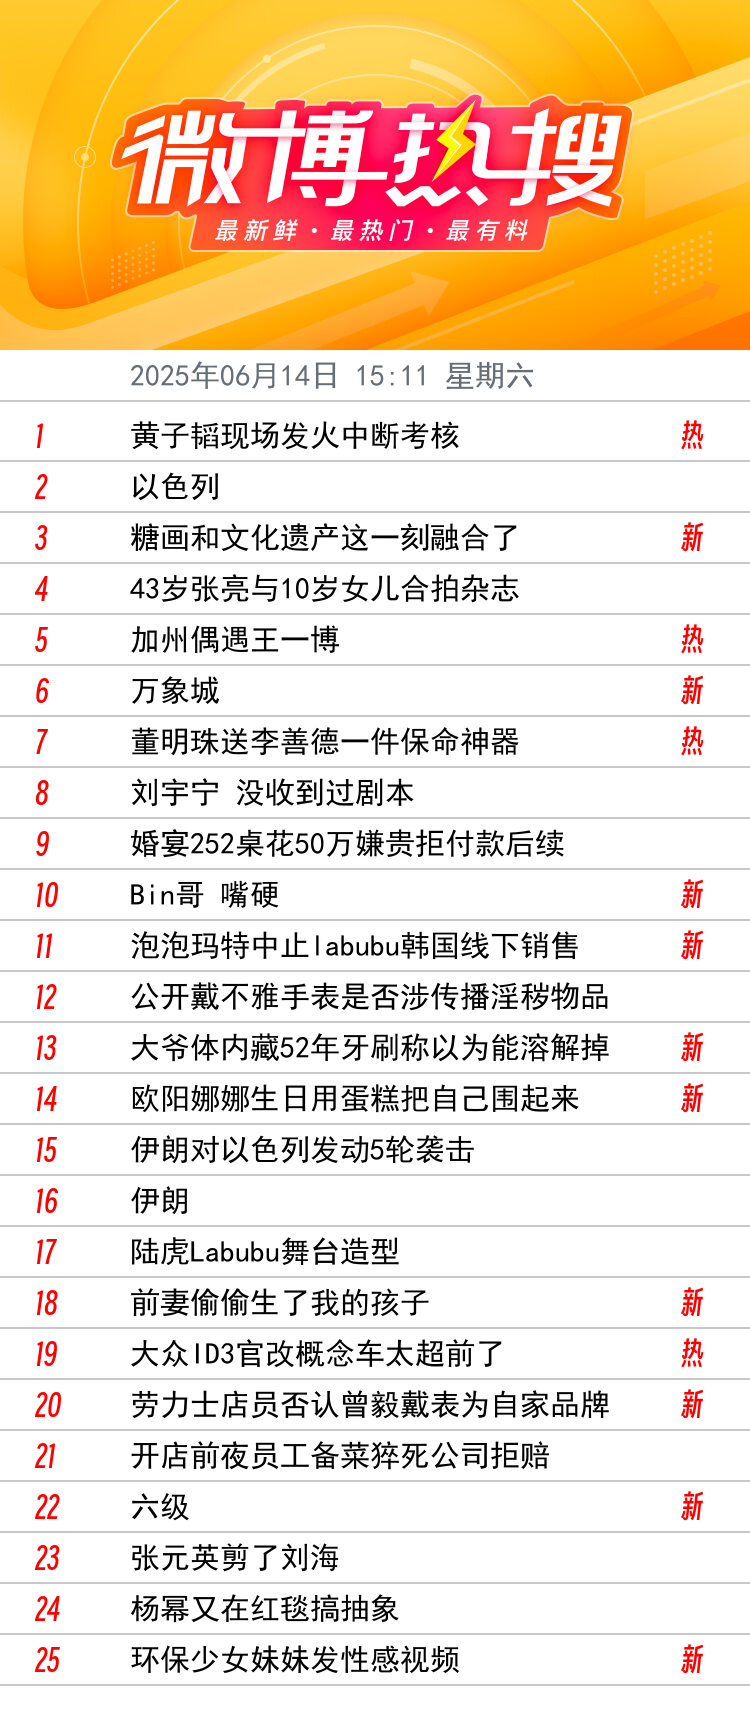 微博热搜
最新鲜·最热门·最有料
2025年06月14日 15:11 星期六
1 黄子韬现场发火中断考核 热
2 以色列
3 糖画和文化遗产这一刻融合了 新
4 43岁张亮与10岁女儿合拍杂志
5 加州偶遇王一博 热
6 万象城 新
7 董明珠送李善德一件保命神器 热
8 刘宇宁 没收到过剧本
9 婚宴252桌花50万嫌贵拒付款后续
10 Bin哥 嘴硬 新
11 泡泡玛特中止labubu韩国线下销售 新
12 公开戴不雅手表是否涉传播淫秽物品
13 大爷体内藏52年牙刷称以为能溶解掉 新
14 欧阳娜娜生日用蛋糕把自己围起来 新
15 伊朗对以色列发动5轮袭击
16 伊朗
17 陆虎Labubu舞台造型
18 前妻偷偷生了我的孩子 新
19 大众ID3官改概念车太超前了 热
20 劳力士店员否认曾毅戴表为自家品牌 新
21 开店前夜员工备菜猝死公司拒赔
22 六级 新
23 张元英剪了刘海
24 杨幂又在红毯搞抽象
25 环保少女妹妹发性感视频 新